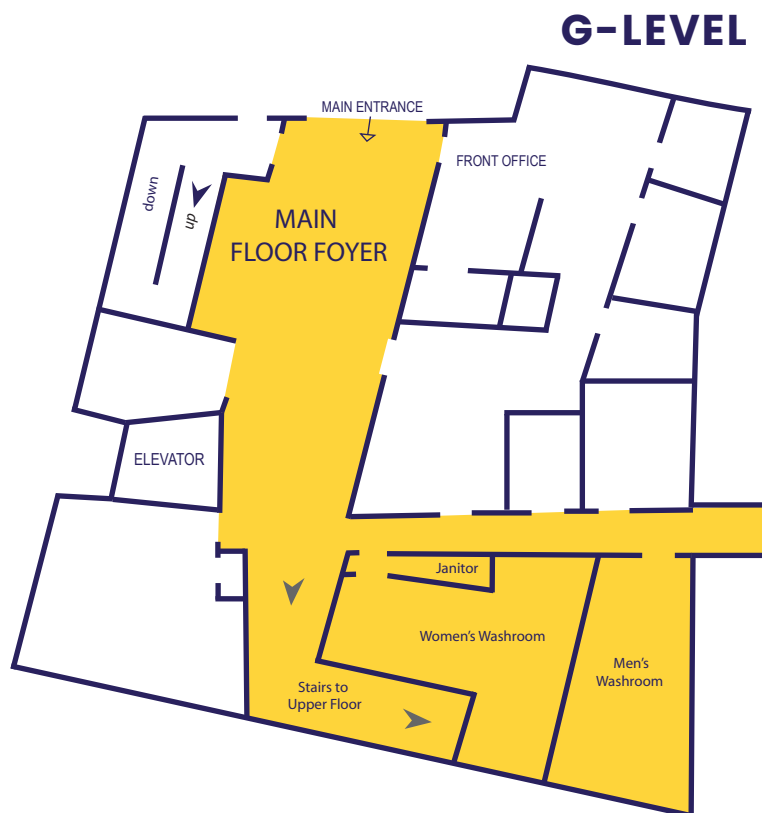 G-LEVEL
MAIN ENTRANCE
FRONT OFFICE
down
up
MAIN
FLOOR FOYER
ELEVATOR
Janitor
Women's Washroom
Men's
Washroom
Stairs to
Upper Floor